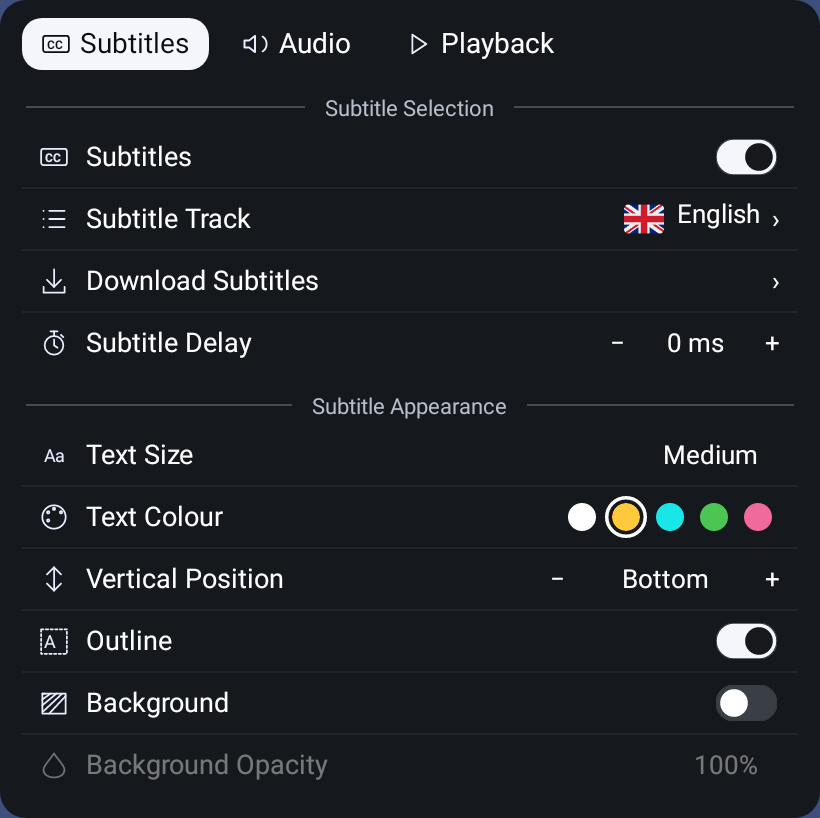 CC Subtitles Audio Playback
Subtitle Selection
CC Subtitles
Subtitle Track English ›
Download Subtitles ›
Subtitle Delay − 0 ms +
Subtitle Appearance
Aa Text Size Medium
Text Colour
Vertical Position − Bottom +
A Outline
Background
Background Opacity 100%